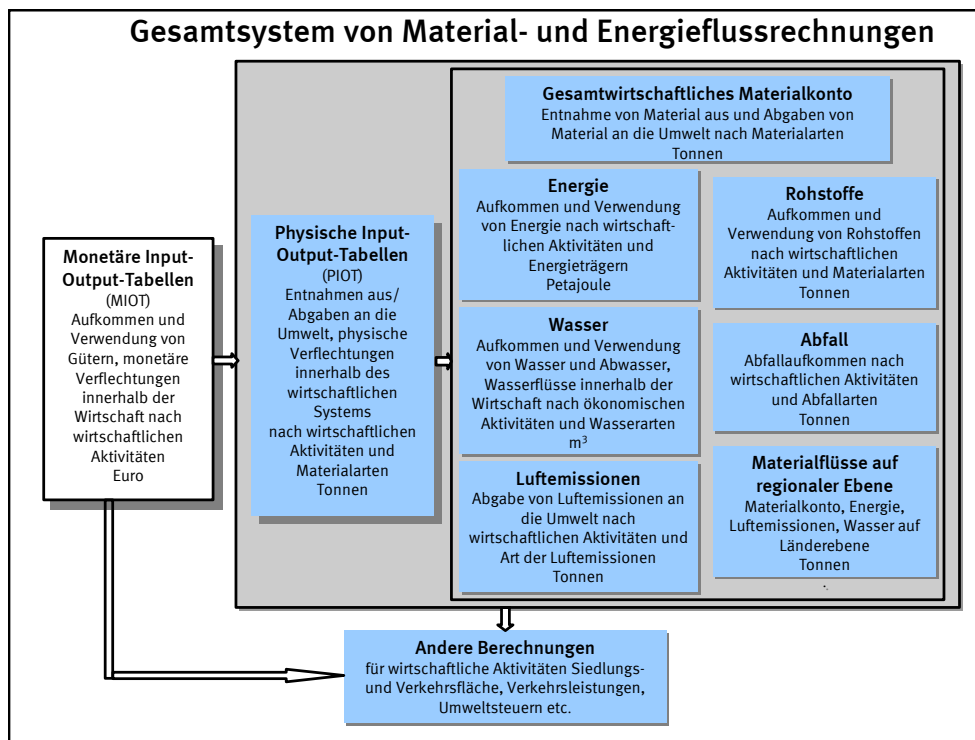 Gesamtsystem von Material- und Energieflussrechnungen
Monetäre Input-
Output-Tabellen
(MIOT)
Aufkommen und
Verwendung von
Gütern, monetäre
Verflechtungen
innerhalb der
Wirtschaft nach
wirtschaftlichen
Aktivitäten
Euro
Physische Input-
Output-Tabellen
(PIOT)
Entnahmen aus/
Abgaben an die
Umwelt, physische
Verflechtungen
innerhalb des
wirtschaftlichen
Systems
nach wirtschaftlichen
Aktivitäten und
Materialarten
Tonnen
Gesamtwirtschaftliches Materialkonto
Entnahme von Material aus und Abgaben von
Material an die Umwelt nach Materialarten
Tonnen
Energie
Aufkommen und Verwendung
von Energie nach wirtschaft-
lichen Aktivitäten und
Energieträgern
Petajoule
Wasser
Aufkommen und Verwendung
von Wasser und Abwasser,
Wasserflüsse innerhalb der
Wirtschaft nach ökonomischen
Aktivitäten und Wasserarten
m³
Luftemissionen
Abgabe von Luftemissionen an
die Umwelt nach
wirtschaftlichen Aktivitäten und
Art der Luftemissionen
Tonnen
Rohstoffe
Aufkommen und
Verwendung von Rohstoffen
nach wirtschaftlichen
Aktivitäten und Materialarten
Tonnen
Abfall
Abfallaufkommen nach
wirtschaftlichen Aktivitäten
und Abfallarten
Tonnen
Materialflüsse auf
regionaler Ebene
Materialkonto, Energie,
Luftemissionen, Wasser auf
Länderebene
Tonnen
Andere Berechnungen
für wirtschaftliche Aktivitäten Siedlungs-
und Verkehrsfläche, Verkehrsleistungen,
Umweltsteuern etc.